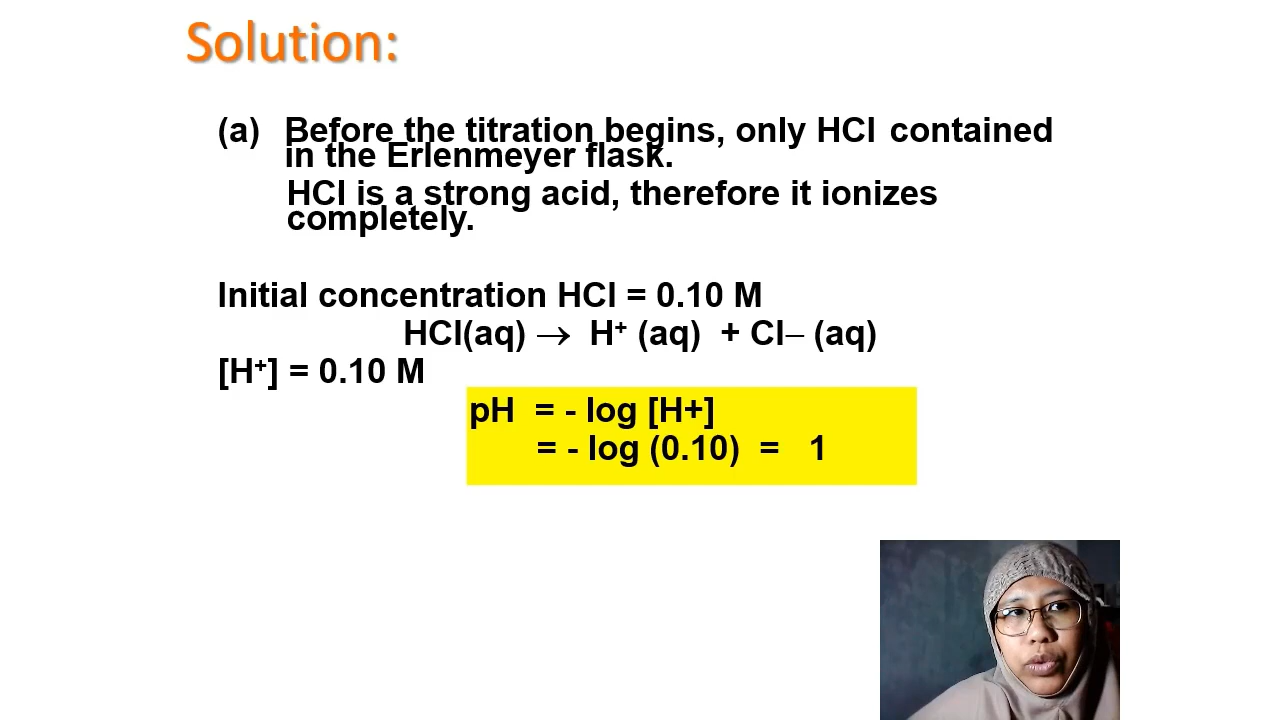 Solution:
(a) Before the titration begins, only HCl contained
in the Erlenmeyer flask.
HCl is a strong acid, therefore it ionizes
completely.
Initial concentration HCl = 0.10 M
HCl(aq) → H⁺ (aq) + Cl– (aq)
[H⁺] = 0.10 M
pH = - log [H+]
= - log (0.10) = 1